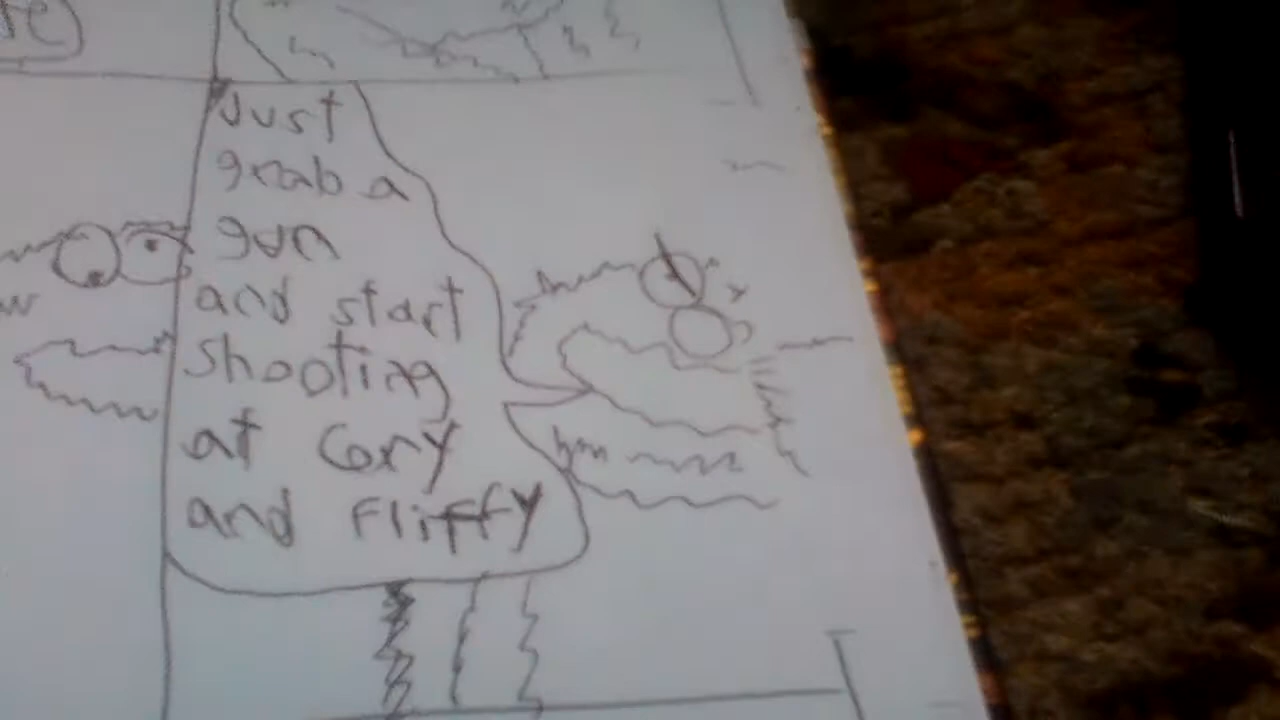 Just
grab a
gun
and start
shooting
at Cory
and Fliffy